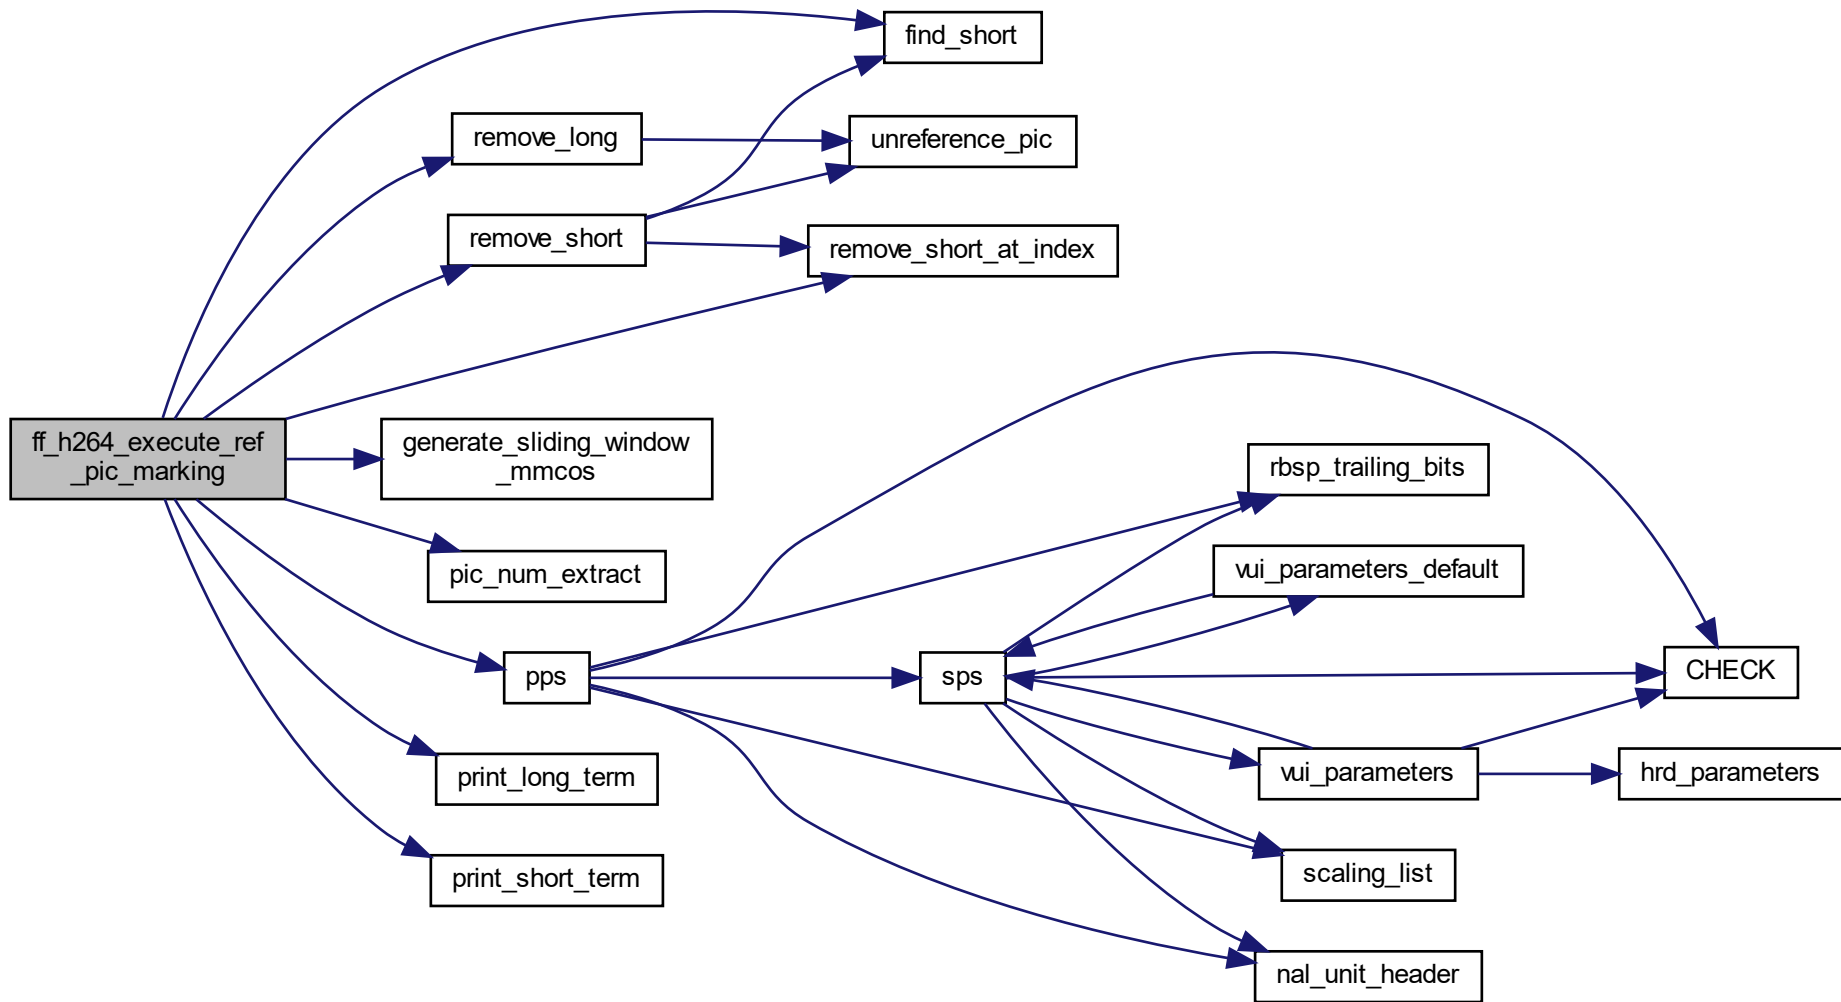 find_short
remove_long
unreference_pic
remove_short
remove_short_at_index
ff_h264_execute_ref
_pic_marking
generate_sliding_window
_mmcos
rbsp_trailing_bits
pic_num_extract
vui_parameters_default
pps
sps
CHECK
print_long_term
vui_parameters
hrd_parameters
print_short_term
scaling_list
nal_unit_header